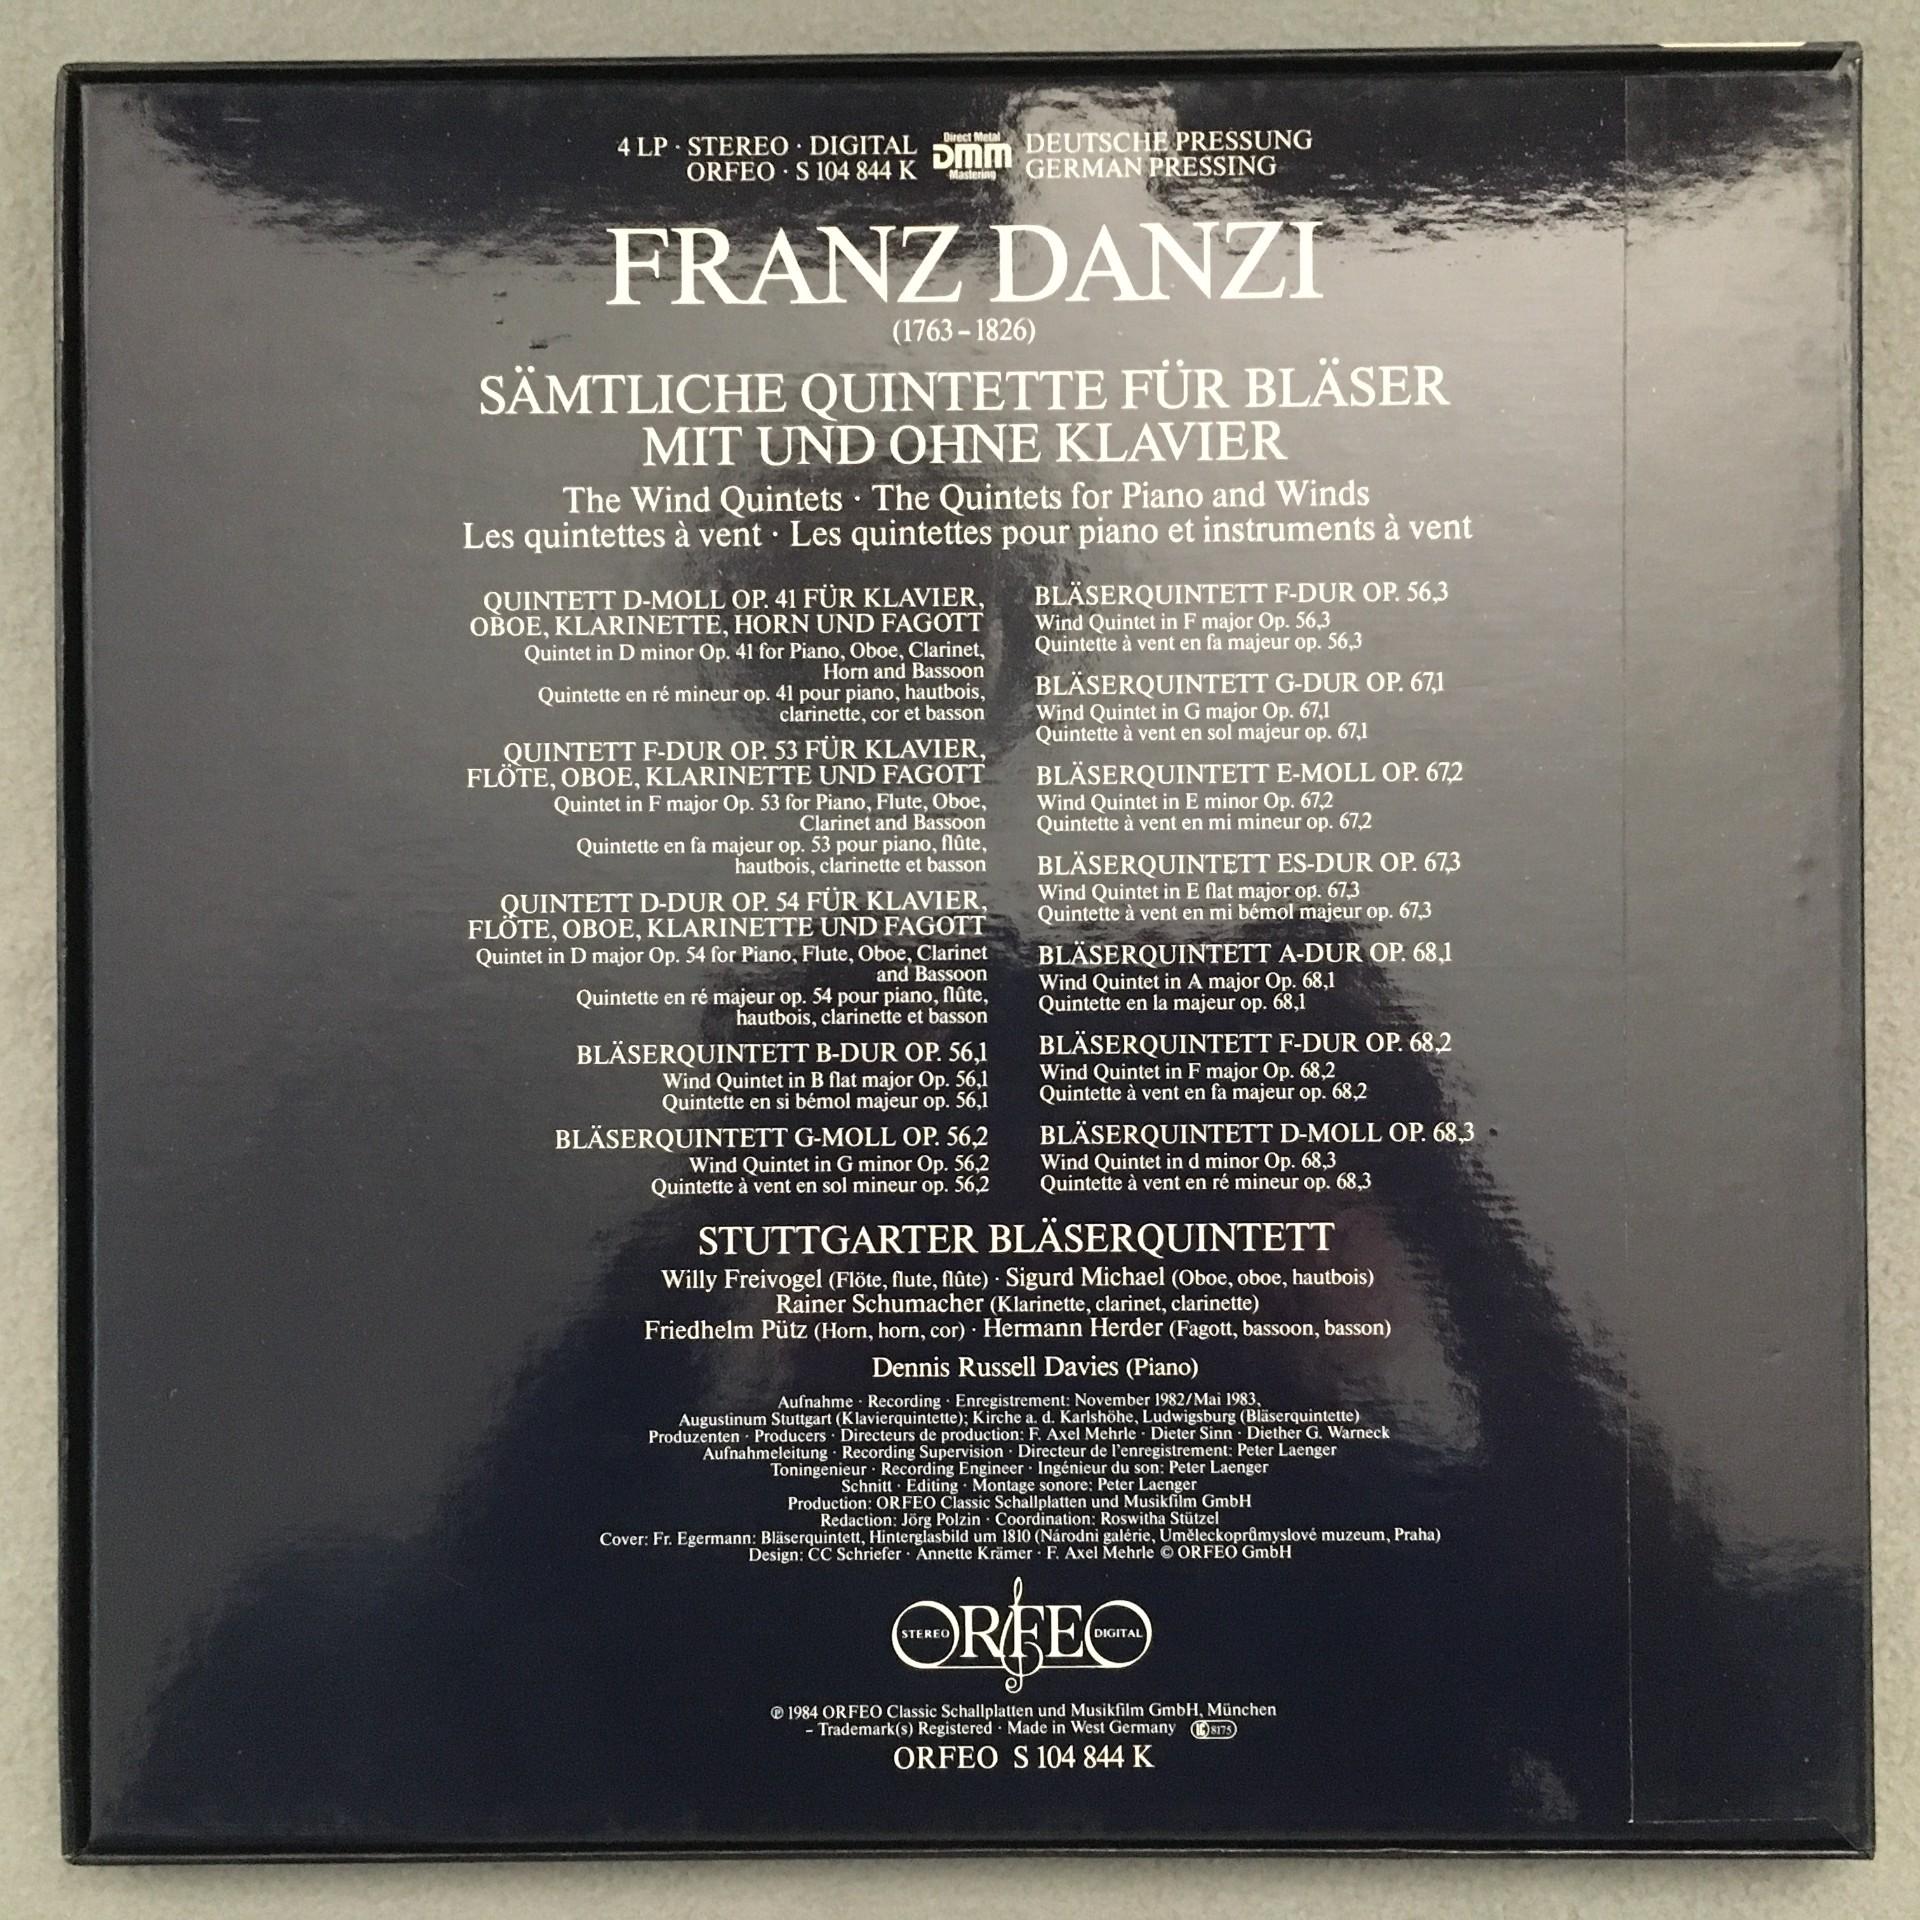 4 LP · STEREO · DIGITAL
ORFEO · S 104 844 K
Direct Metal
DMM
Mastering
DEUTSCHE PRESSUNG
GERMAN PRESSING
FRANZ DANZI
(1763–1826)
SÄMTLICHE QUINTETTE FÜR BLÄSER
MIT UND OHNE KLAVIER
The Wind Quintets · The Quintets for Piano and Winds
Les quintettes à vent · Les quintettes pour piano et instruments à vent
QUINTETT D-MOLL OP. 41 FÜR KLAVIER,
OBOE, KLARINETTE, HORN UND FAGOTT
Quintet in D minor Op. 41 for Piano, Oboe, Clarinet,
Horn and Bassoon
Quintette en ré mineur op. 41 pour piano, hautbois,
clarinette, cor et basson
QUINTETT F-DUR OP. 53 FÜR KLAVIER,
FLÖTE, OBOE, KLARINETTE UND FAGOTT
Quintet in F major Op. 53 for Piano, Flute, Oboe,
Clarinet and Bassoon
Quintette en fa majeur op. 53 pour piano, flûte,
hautbois, clarinette et basson
QUINTETT D-DUR OP. 54 FÜR KLAVIER,
FLÖTE, OBOE, KLARINETTE UND FAGOTT
Quintet in D major Op. 54 for Piano, Flute, Oboe, Clarinet
and Bassoon
Quintette en ré majeur op. 54 pour piano, flûte,
hautbois, clarinette et basson
BLÄSERQUINTETT B-DUR OP. 56,1
Wind Quintet in B flat major Op. 56,1
Quintette en si bémol majeur op. 56,1
BLÄSERQUINTETT G-MOLL OP. 56,2
Wind Quintet in G minor Op. 56,2
Quintette à vent en sol mineur op. 56,2
BLÄSERQUINTETT F-DUR OP. 56,3
Wind Quintet in F major Op. 56,3
Quintette à vent en fa majeur op. 56,3
BLÄSERQUINTETT G-DUR OP. 67,1
Wind Quintet in G major Op. 67,1
Quintette à vent en sol majeur op. 67,1
BLÄSERQUINTETT E-MOLL OP. 67,2
Wind Quintet in E minor Op. 67,2
Quintette à vent en mi mineur op. 67,2
BLÄSERQUINTETT ES-DUR OP. 67,3
Wind Quintet in E flat major op. 67,3
Quintette à vent en mi bémol majeur op. 67,3
BLÄSERQUINTETT A-DUR OP. 68,1
Wind Quintet in A major Op. 68,1
Quintette en la majeur op. 68,1
BLÄSERQUINTETT F-DUR OP. 68,2
Wind Quintet in F major Op. 68,2
Quintette à vent en fa majeur op. 68,2
BLÄSERQUINTETT D-MOLL OP. 68,3
Wind Quintet in d minor Op. 68,3
Quintette à vent en ré mineur op. 68,3
STUTTGARTER BLÄSERQUINTETT
Willy Freivogel (Flöte, flute, flûte) · Sigurd Michael (Oboe, oboe, hautbois)
Rainer Schumacher (Klarinette, clarinet, clarinette)
Friedhelm Pütz (Horn, horn, cor) · Hermann Herder (Fagott, bassoon, basson)
Dennis Russell Davies (Piano)
Aufnahme · Recording · Enregistrement: November 1982/Mai 1983,
Augustinum Stuttgart (Klavierquintette); Kirche a. d. Karlshöhe, Ludwigsburg (Bläserquintette)
Produzenten · Producers · Directeurs de production: F. Axel Mehrle · Dieter Sinn · Diether G. Warneck
Aufnahmeleitung · Recording Supervision · Directeur de l'enregistrement: Peter Laenger
Toningenieur · Recording Engineer · Ingénieur du son: Peter Laenger
Schnitt · Editing · Montage sonore: Peter Laenger
Production: ORFEO Classic Schallplatten und Musikfilm GmbH
Redaction: Jörg Polzin · Coordination: Roswitha Stützel
Cover: Fr. Egermann: Bläserquintett, Hinterglasbild um 1810 (Národni galérie, Uměleckoprůmyslové muzeum, Praha)
Design: CC Schriefer · Annette Krämer · F. Axel Mehrle © ORFEO GmbH
STEREO ORFEO DIGITAL
℗ 1984 ORFEO Classic Schallplatten und Musikfilm GmbH, München
– Trademark(s) Registered · Made in West Germany LC 8175
ORFEO S 104 844 K